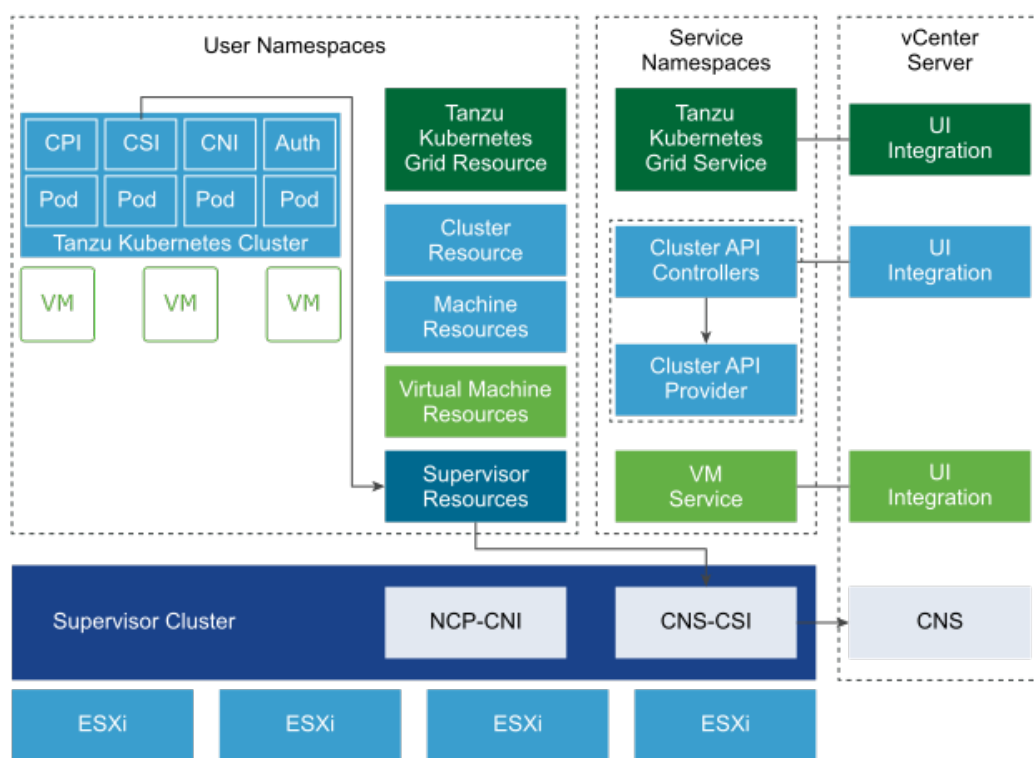 User Namespaces
CPI
CSI
CNI
Auth
Pod
Pod
Pod
Pod
Tanzu Kubernetes Cluster
VM
VM
VM
Tanzu
Kubernetes
Grid Resource
Cluster
Resource
Machine
Resources
Virtual Machine
Resources
Supervisor
Resources
Service
Namespaces
Tanzu
Kubernetes
Grid Service
Cluster API
Controllers
Cluster API
Provider
VM
Service
vCenter
Server
UI
Integration
UI
Integration
UI
Integration
CNS
Supervisor Cluster
NCP-CNI
CNS-CSI
ESXi
ESXi
ESXi
ESXi